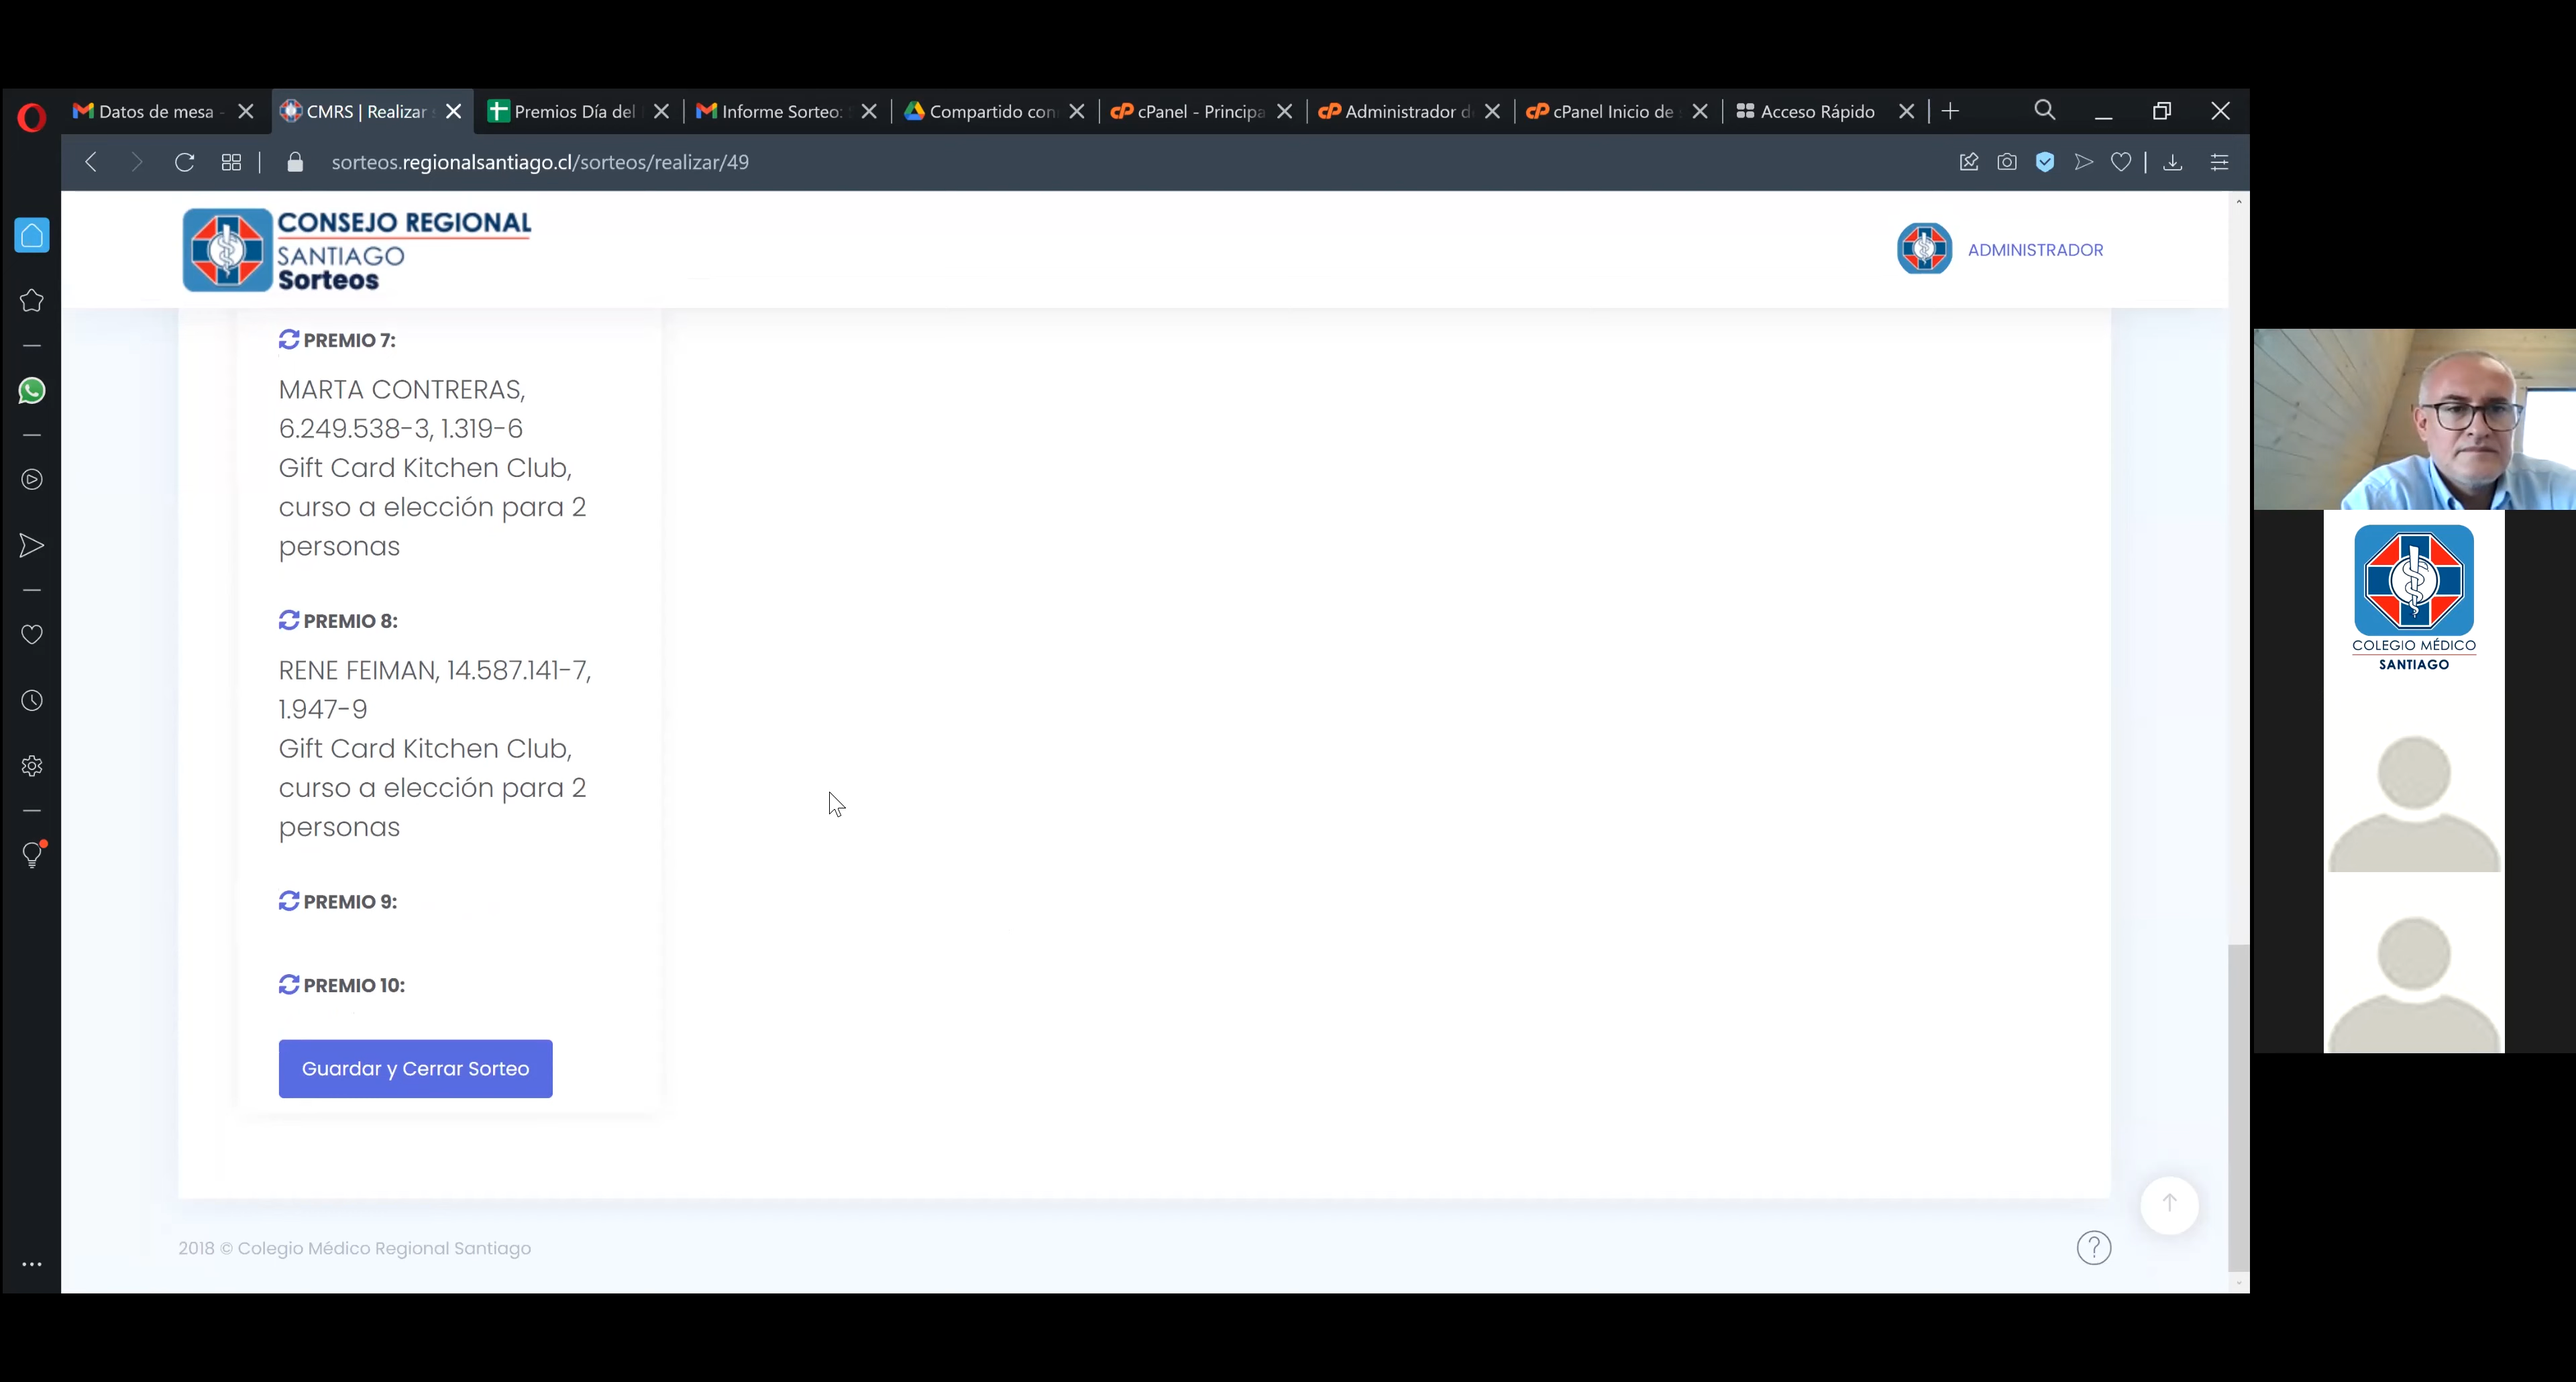 Datos de mesa -
CMRS | Realizar s
Premios Día del
Informe Sorteo:
Compartido con
cPanel - Principa
Administrador d
cPanel Inicio de
Acceso Rápido
sorteos.regionalsantiago.cl/sorteos/realizar/49
CONSEJO REGIONAL
SANTIAGO
Sorteos
ADMINISTRADOR
PREMIO 7:
MARTA CONTRERAS,
6.249.538-3, 1.319-6
Gift Card Kitchen Club,
curso a elección para 2
personas
PREMIO 8:
RENE FEIMAN, 14.587.141-7,
1.947-9
Gift Card Kitchen Club,
curso a elección para 2
personas
PREMIO 9:
PREMIO 10:
Guardar y Cerrar Sorteo
2018 © Colegio Médico Regional Santiago
COLEGIO MÉDICO
SANTIAGO